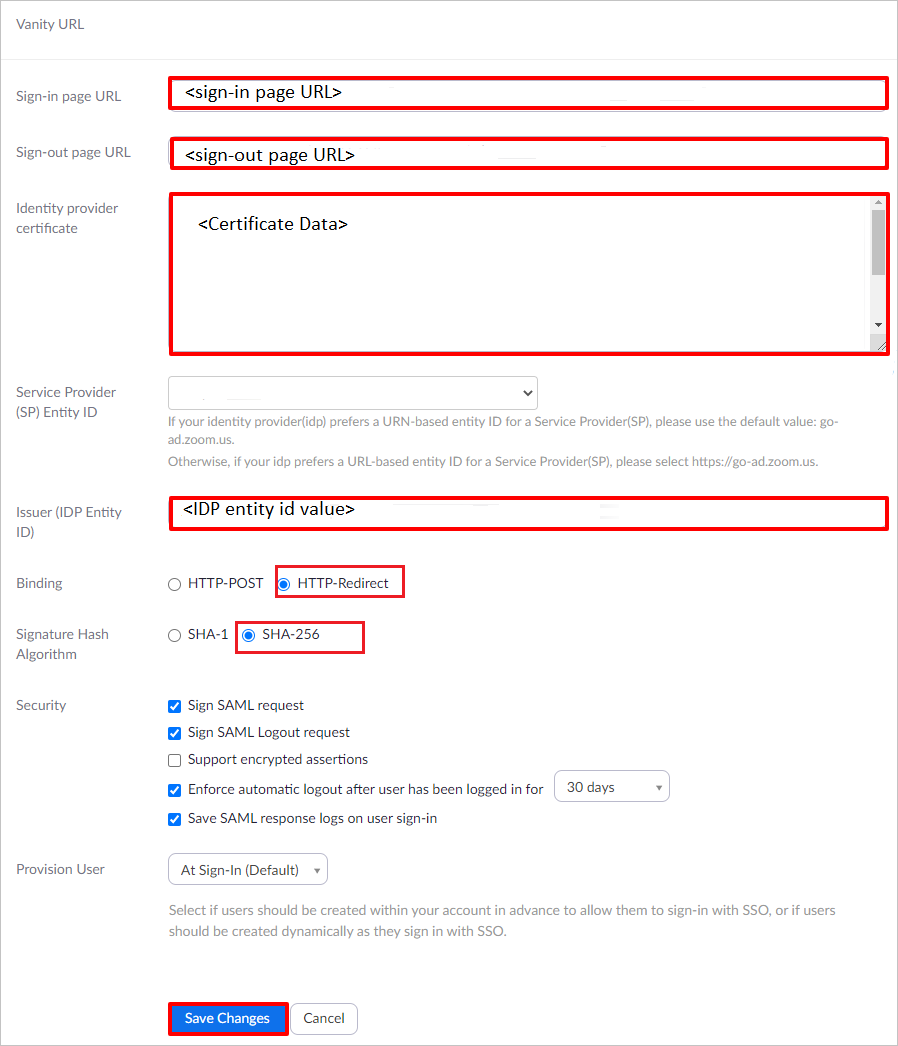 Vanity URL
Sign-in page URL
<sign-in page URL>
Sign-out page URL
<sign-out page URL>
Identity provider
certificate
<Certificate Data>
Service Provider
(SP) Entity ID
If your identity provider(idp) prefers a URN-based entity ID for a Service Provider(SP), please use the default value: go-
ad.zoom.us.
Otherwise, if your idp prefers a URL-based entity ID for a Service Provider(SP), please select https://go-ad.zoom.us.
Issuer (IDP Entity
ID)
<IDP entity id value>
Binding
HTTP-POST HTTP-Redirect
Signature Hash
Algorithm
SHA-1 SHA-256
Security
Sign SAML request
Sign SAML Logout request
Support encrypted assertions
Enforce automatic logout after user has been logged in for 30 days
Save SAML response logs on user sign-in
Provision User
At Sign-In (Default)
Select if users should be created within your account in advance to allow them to sign-in with SSO, or if users
should be created dynamically as they sign in with SSO.
Save Changes Cancel